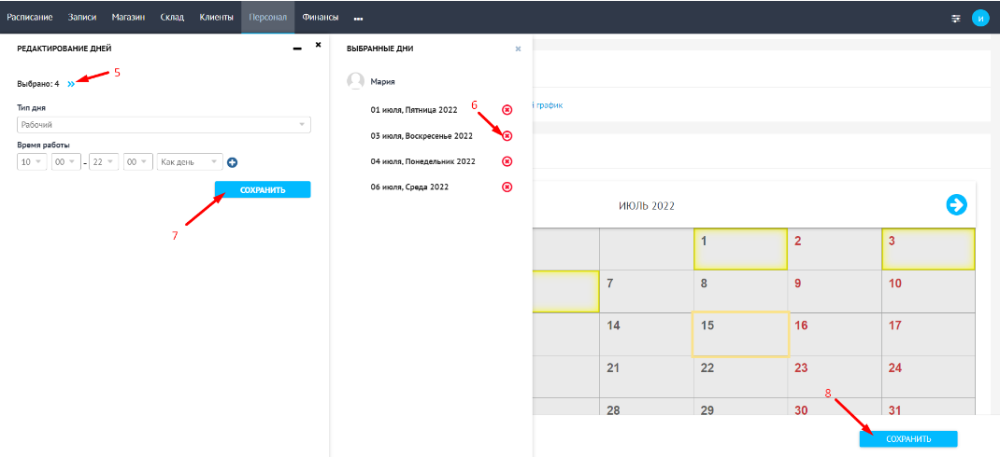 Расписание Записи Магазин Склад Клиенты Персонал Финансы ••• и
РЕДАКТИРОВАНИЕ ДНЕЙ
5
Выбрано: 4 »
Тип дня
Рабочий
Время работы
10 00 - 22 00 Как день
СОХРАНИТЬ
7
ВЫБРАННЫЕ ДНИ
Мария
6
01 июля, Пятница 2022
03 июля, Воскресенье 2022
04 июля, Понедельник 2022
06 июля, Среда 2022
й график
ИЮЛЬ 2022
1 2 3
7 8 9 10
14 15 16 17
21 22 23 24
28 29 30 31
8
СОХРАНИТЬ